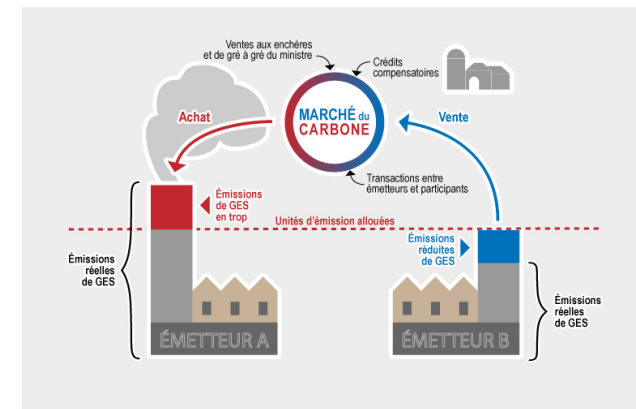 Ventes aux enchères
et de gré à gré du ministre
Crédits
compensatoires
Achat
MARCHÉ du
CARBONE
Vente
Transactions entre
émetteurs et participants
Émissions
de GES
en trop
Unités d'émission allouées
Émissions
réelles
de GES
Émissions
réduites
de GES
Émissions
réelles
de GES
ÉMETTEUR A
ÉMETTEUR B